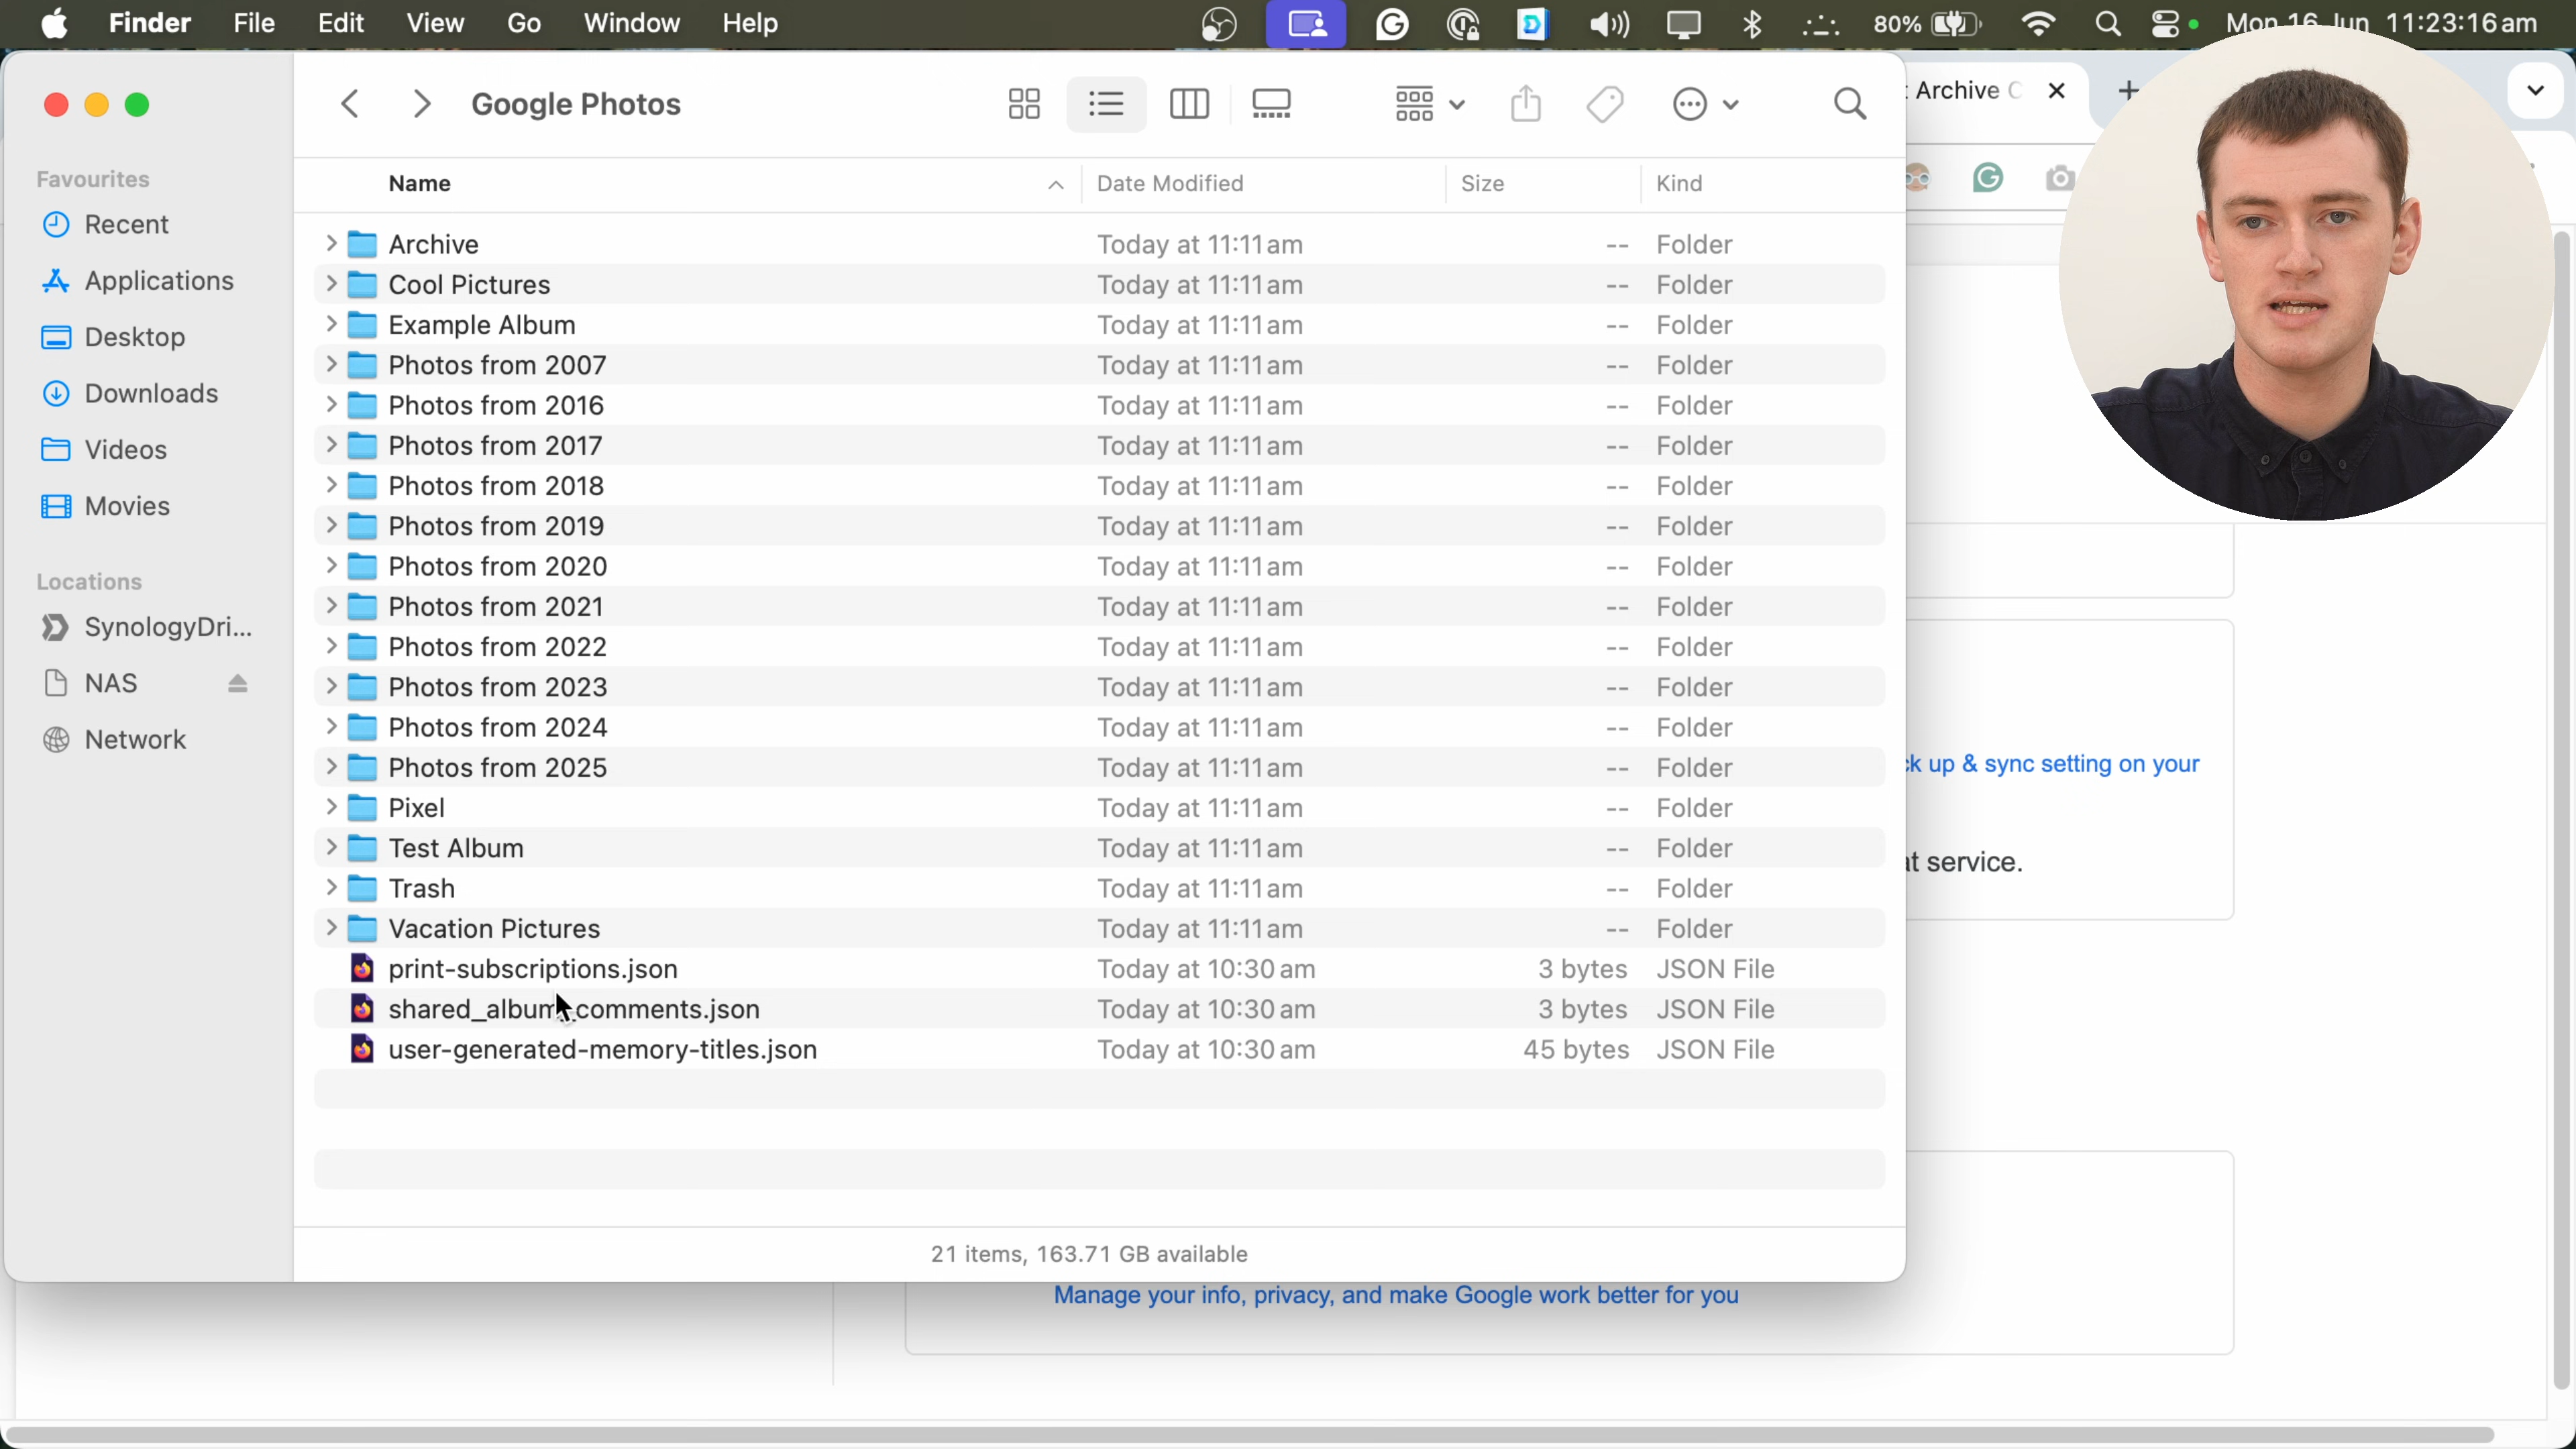 Finder File Edit View Go Window Help 80% Mon 16 Jun 11:23:16 am
Google Photos
Archive
Favourites
Recent
Applications
Desktop
Downloads
Videos
Movies
Locations
SynologyDri...
NAS
Network
Name Date Modified Size Kind
Archive Today at 11:11 am -- Folder
Cool Pictures Today at 11:11 am -- Folder
Example Album Today at 11:11 am -- Folder
Photos from 2007 Today at 11:11 am -- Folder
Photos from 2016 Today at 11:11 am -- Folder
Photos from 2017 Today at 11:11 am -- Folder
Photos from 2018 Today at 11:11 am -- Folder
Photos from 2019 Today at 11:11 am -- Folder
Photos from 2020 Today at 11:11 am -- Folder
Photos from 2021 Today at 11:11 am -- Folder
Photos from 2022 Today at 11:11 am -- Folder
Photos from 2023 Today at 11:11 am -- Folder
Photos from 2024 Today at 11:11 am -- Folder
Photos from 2025 Today at 11:11 am -- Folder
Pixel Today at 11:11 am -- Folder
Test Album Today at 11:11 am -- Folder
Trash Today at 11:11 am -- Folder
Vacation Pictures Today at 11:11 am -- Folder
print-subscriptions.json Today at 10:30 am 3 bytes JSON File
shared_album_comments.json Today at 10:30 am 3 bytes JSON File
user-generated-memory-titles.json Today at 10:30 am 45 bytes JSON File
21 items, 163.71 GB available
up & sync setting on your
service.
Manage your info, privacy, and make Google work better for you